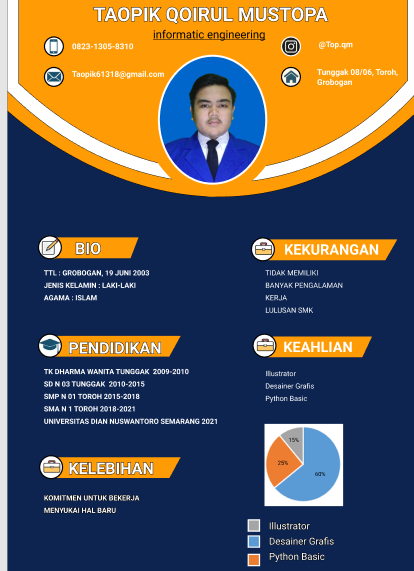 TAOPIK QOIRUL MUSTOPA
informatic engineering
0823-1305-8310
@Top.qm
Taopik61318@gmail.com
Tunggak 08/06, Toroh,
Grobogan
BIO
TTL : GROBOGAN, 19 JUNI 2003
JENIS KELAMIN : LAKI-LAKI
AGAMA : ISLAM
KEKURANGAN
TIDAK MEMILIKI
BANYAK PENGALAMAN
KERJA
LULUSAN SMK
PENDIDIKAN
TK DHARMA WANITA TUNGGAK 2009-2010
SD N 03 TUNGGAK 2010-2015
SMP N 01 TOROH 2015-2018
SMA N 1 TOROH 2018-2021
UNIVERSITAS DIAN NUSWANTORO SEMARANG 2021
KEAHLIAN
Illustrator
Desainer Grafis
Python Basic
KELEBIHAN
KOMITMEN UNTUK BEKERJA
MENYUKAI HAL BARU
15%
25%
60%
Illustrator
Desainer Grafis
Python Basic